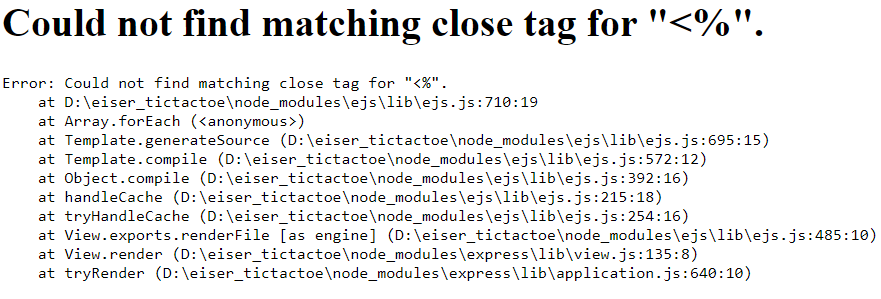 Could not find matching close tag for "<%".
Error: Could not find matching close tag for "<%".
at D:\eiser_tictactoe\node_modules\ejs\lib\ejs.js:710:19
at Array.forEach (<anonymous>)
at Template.generateSource (D:\eiser_tictactoe\node_modules\ejs\lib\ejs.js:695:15)
at Template.compile (D:\eiser_tictactoe\node_modules\ejs\lib\ejs.js:572:12)
at Object.compile (D:\eiser_tictactoe\node_modules\ejs\lib\ejs.js:392:16)
at handleCache (D:\eiser_tictactoe\node_modules\ejs\lib\ejs.js:215:18)
at tryHandleCache (D:\eiser_tictactoe\node_modules\ejs\lib\ejs.js:254:16)
at View.exports.renderFile [as engine] (D:\eiser_tictactoe\node_modules\ejs\lib\ejs.js:485:10)
at View.render (D:\eiser_tictactoe\node_modules\express\lib\view.js:135:8)
at tryRender (D:\eiser_tictactoe\node_modules\express\lib\application.js:640:10)